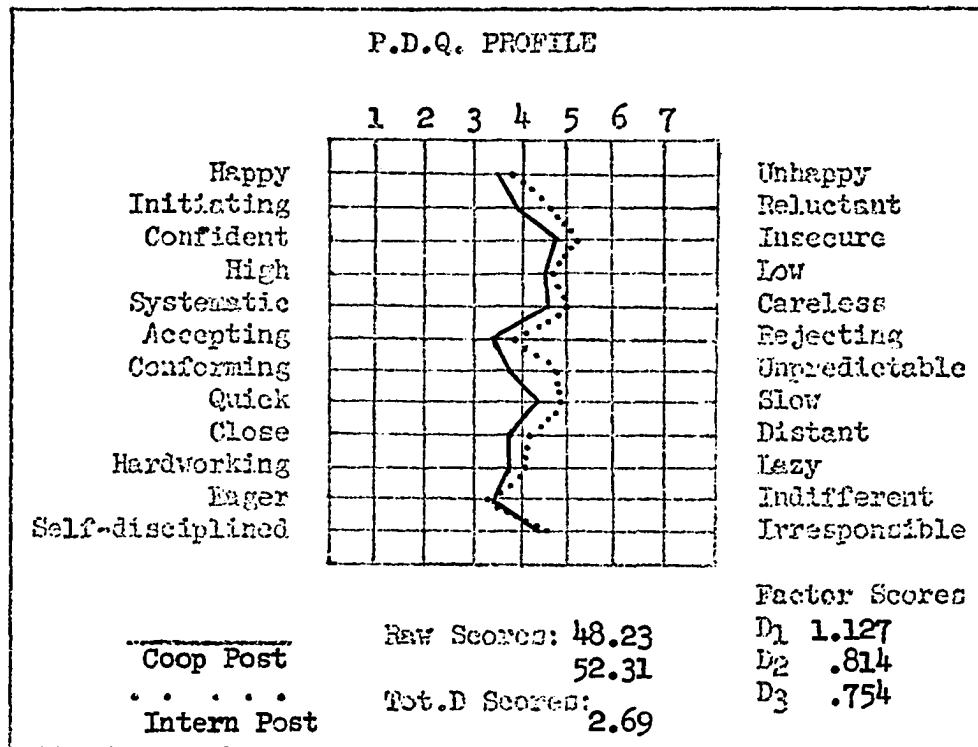 P.D.Q. PROFILE
1 2 3 4 5 6 7
Happy Unhappy
Initiating Reluctant
Confident Insecure
High Low
Systematic Careless
Accepting Rejecting
Conforming Unpredictable
Quick Slow
Close Distant
Hardworking Lazy
Eager Indifferent
Self-disciplined Irresponsible
Factor Scores
Raw Scores: 48.23 D1 1.127
Coop Post 52.31 D2 .814
Tot.D Scores: D3 .754
Intern Post 2.69